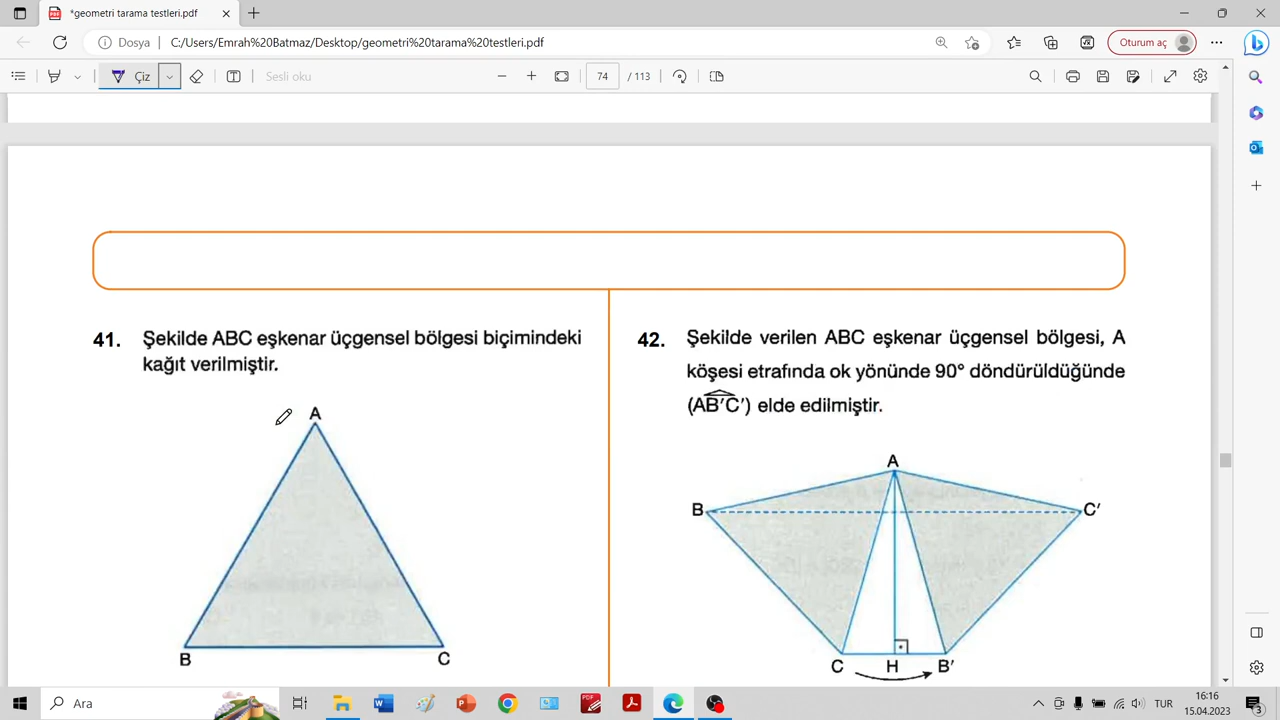 *geometri tarama testleri.pdf
Dosya
C:/Users/Emrah%20Batmaz/Desktop/geometri%20tarama%20testleri.pdf
Oturum aç
Çiz
Sesli oku
74 / 113
41. Şekilde ABC eşkenar üçgensel bölgesi biçimindeki
kağıt verilmiştir.
A
B
C
42. Şekilde verilen ABC eşkenar üçgensel bölgesi, A
köşesi etrafında ok yönünde 90° döndürüldüğünde
(AB'C') elde edilmiştir.
A
B
C'
C
H
B'
Ara
TUR
16:16
15.04.2023
3